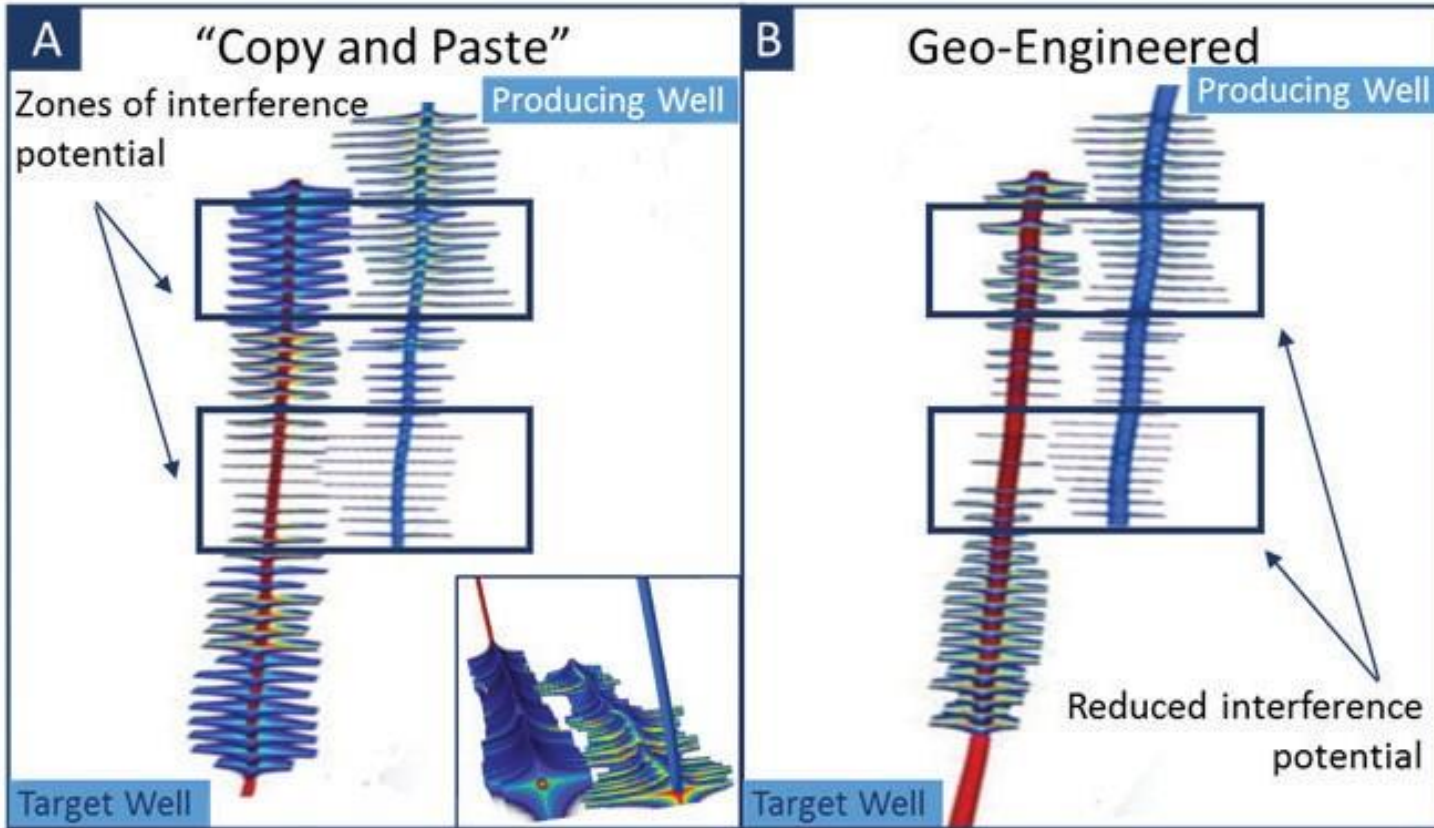 A
“Copy and Paste”
Zones of interference
potential
Producing Well
Target Well
B
Geo-Engineered
Producing Well
Reduced interference
potential
Target Well